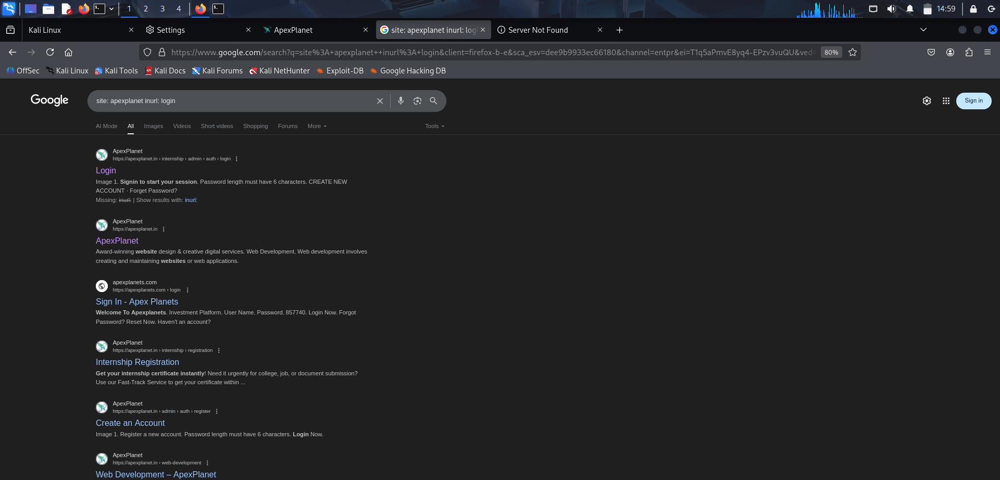 1 2 3 4 14:59
Kali Linux Settings ApexPlanet site: apexplanet inurl: log Server Not Found
https://www.google.com/search?q=site%3A+apexplanet++inurl%3A+login&client=firefox-b-e&sca_esv=dee9b9933ec66180&channel=entpr&ei=T1q5aPmvE8yq4-EPzv3vuQU&ved= 80%
OffSec Kali Linux Kali Tools Kali Docs Kali Forums Kali NetHunter Exploit-DB Google Hacking DB
Google site: apexplanet inurl: login Sign in
AI Mode All Images Videos Short videos Shopping Forums More Tools
ApexPlanet
https://apexplanet.in › internship › admin › auth › login
Login
Image 1. Signin to start your session. Password length must have 6 characters. CREATE NEW
ACCOUNT · Forget Password?
Missing: inurl: | Show results with: inurl:
ApexPlanet
https://apexplanet.in
ApexPlanet
Award-winning website design & creative digital services. Web Development. Web development involves
creating and maintaining websites or web applications.
apexplanets.com
https://apexplanets.com › login
Sign In - Apex Planets
Welcome To Apexplanets. Investment Platform. User Name. Password. 857740. Login Now. Forgot
Password? Reset Now. Haven't an account?
ApexPlanet
https://apexplanet.in › internship › registration
Internship Registration
Get your internship certificate instantly! Need it urgently for college, job, or document submission?
Use our Fast-Track Service to get your certificate within ...
ApexPlanet
https://apexplanet.in › admin › auth › register
Create an Account
Image 1. Register a new account. Password length must have 6 characters. Login Now.
ApexPlanet
https://apexplanet.in › web-development
Web Development – ApexPlanet